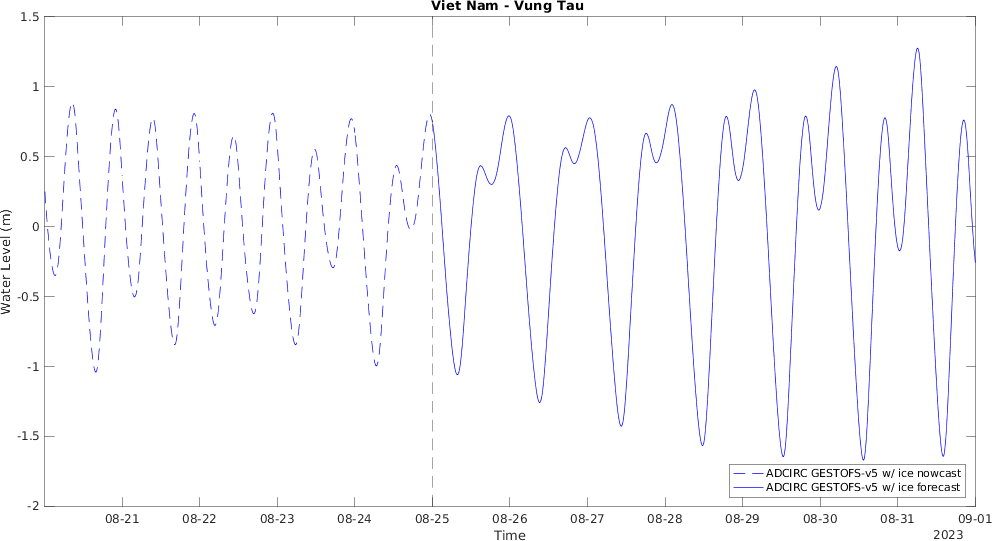 Viet Nam - Vung Tau
1.5
1
0.5
0
-0.5
-1
-1.5
-2
Water Level (m)
ADCIRC GESTOFS-v5 w/ ice nowcast
ADCIRC GESTOFS-v5 w/ ice forecast
08-21 08-22 08-23 08-24 08-25 08-26 08-27 08-28 08-29 08-30 08-31 09-01
Time
2023